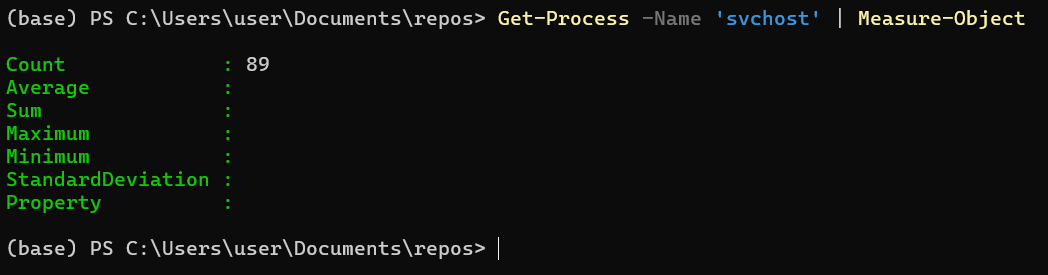 (base) PS C:\Users\user\Documents\repos> Get-Process -Name 'svchost' | Measure-Object
Count             : 89
Average           :
Sum               :
Maximum           :
Minimum           :
StandardDeviation :
Property          :
(base) PS C:\Users\user\Documents\repos>